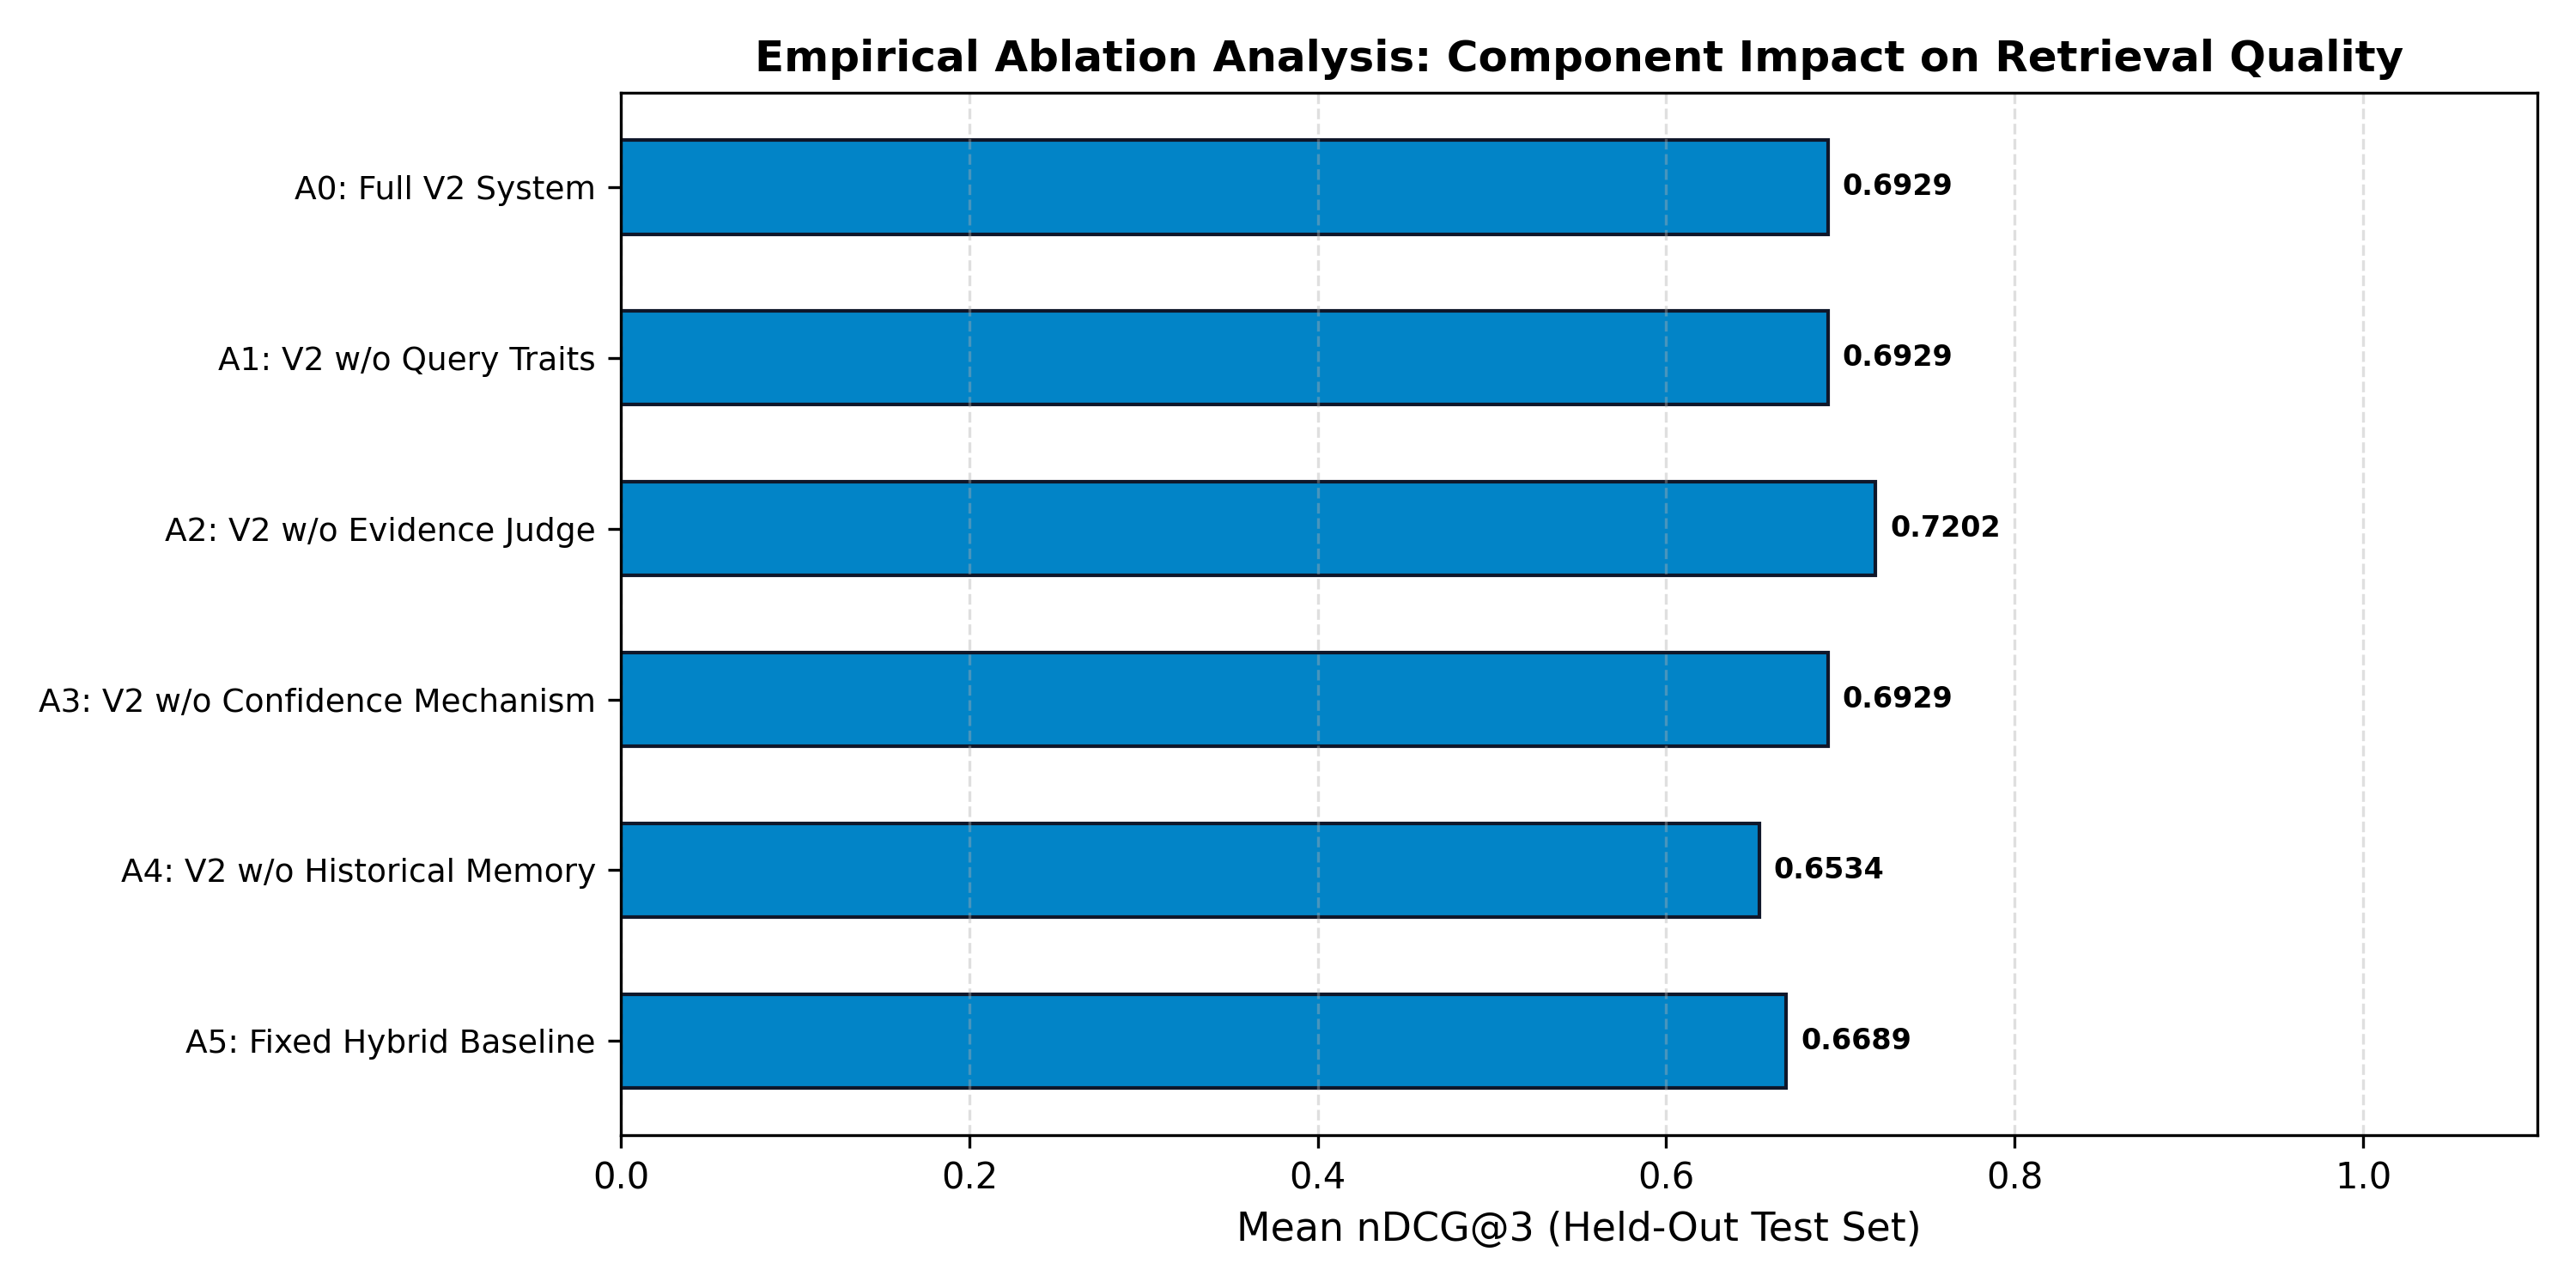 Empirical Ablation Analysis: Component Impact on Retrieval Quality
A0: Full V2 System
0.6929
A1: V2 w/o Query Traits
0.6929
A2: V2 w/o Evidence Judge
0.7202
A3: V2 w/o Confidence Mechanism
0.6929
A4: V2 w/o Historical Memory
0.6534
A5: Fixed Hybrid Baseline
0.6689
0.0 0.2 0.4 0.6 0.8 1.0
Mean nDCG@3 (Held-Out Test Set)